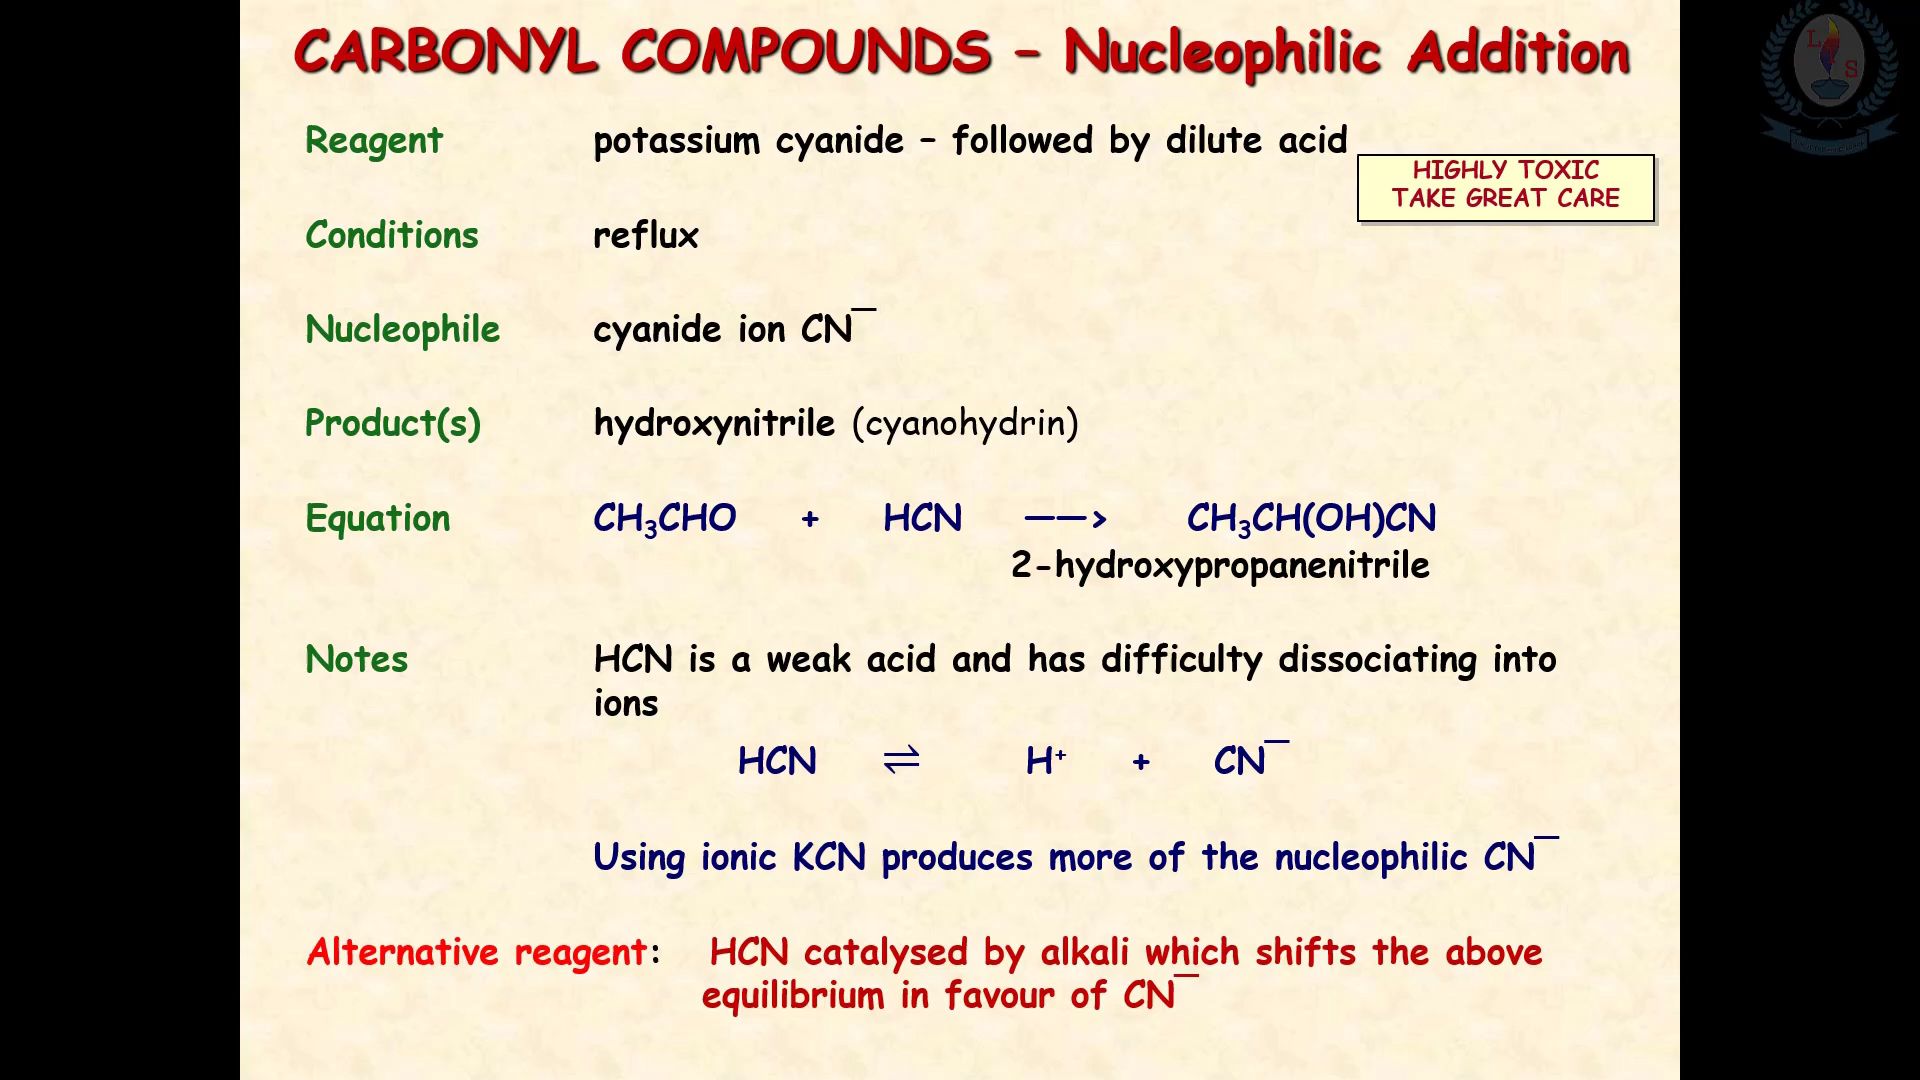 CARBONYL COMPOUNDS – Nucleophilic Addition
Reagent potassium cyanide – followed by dilute acid
HIGHLY TOXIC
TAKE GREAT CARE
Conditions reflux
Nucleophile cyanide ion CN¯
Product(s) hydroxynitrile (cyanohydrin)
Equation CH₃CHO + HCN ——> CH₃CH(OH)CN
2-hydroxypropanenitrile
Notes HCN is a weak acid and has difficulty dissociating into
ions
HCN ⇌ H⁺ + CN¯
Using ionic KCN produces more of the nucleophilic CN¯
Alternative reagent: HCN catalysed by alkali which shifts the above
equilibrium in favour of CN¯
L
S